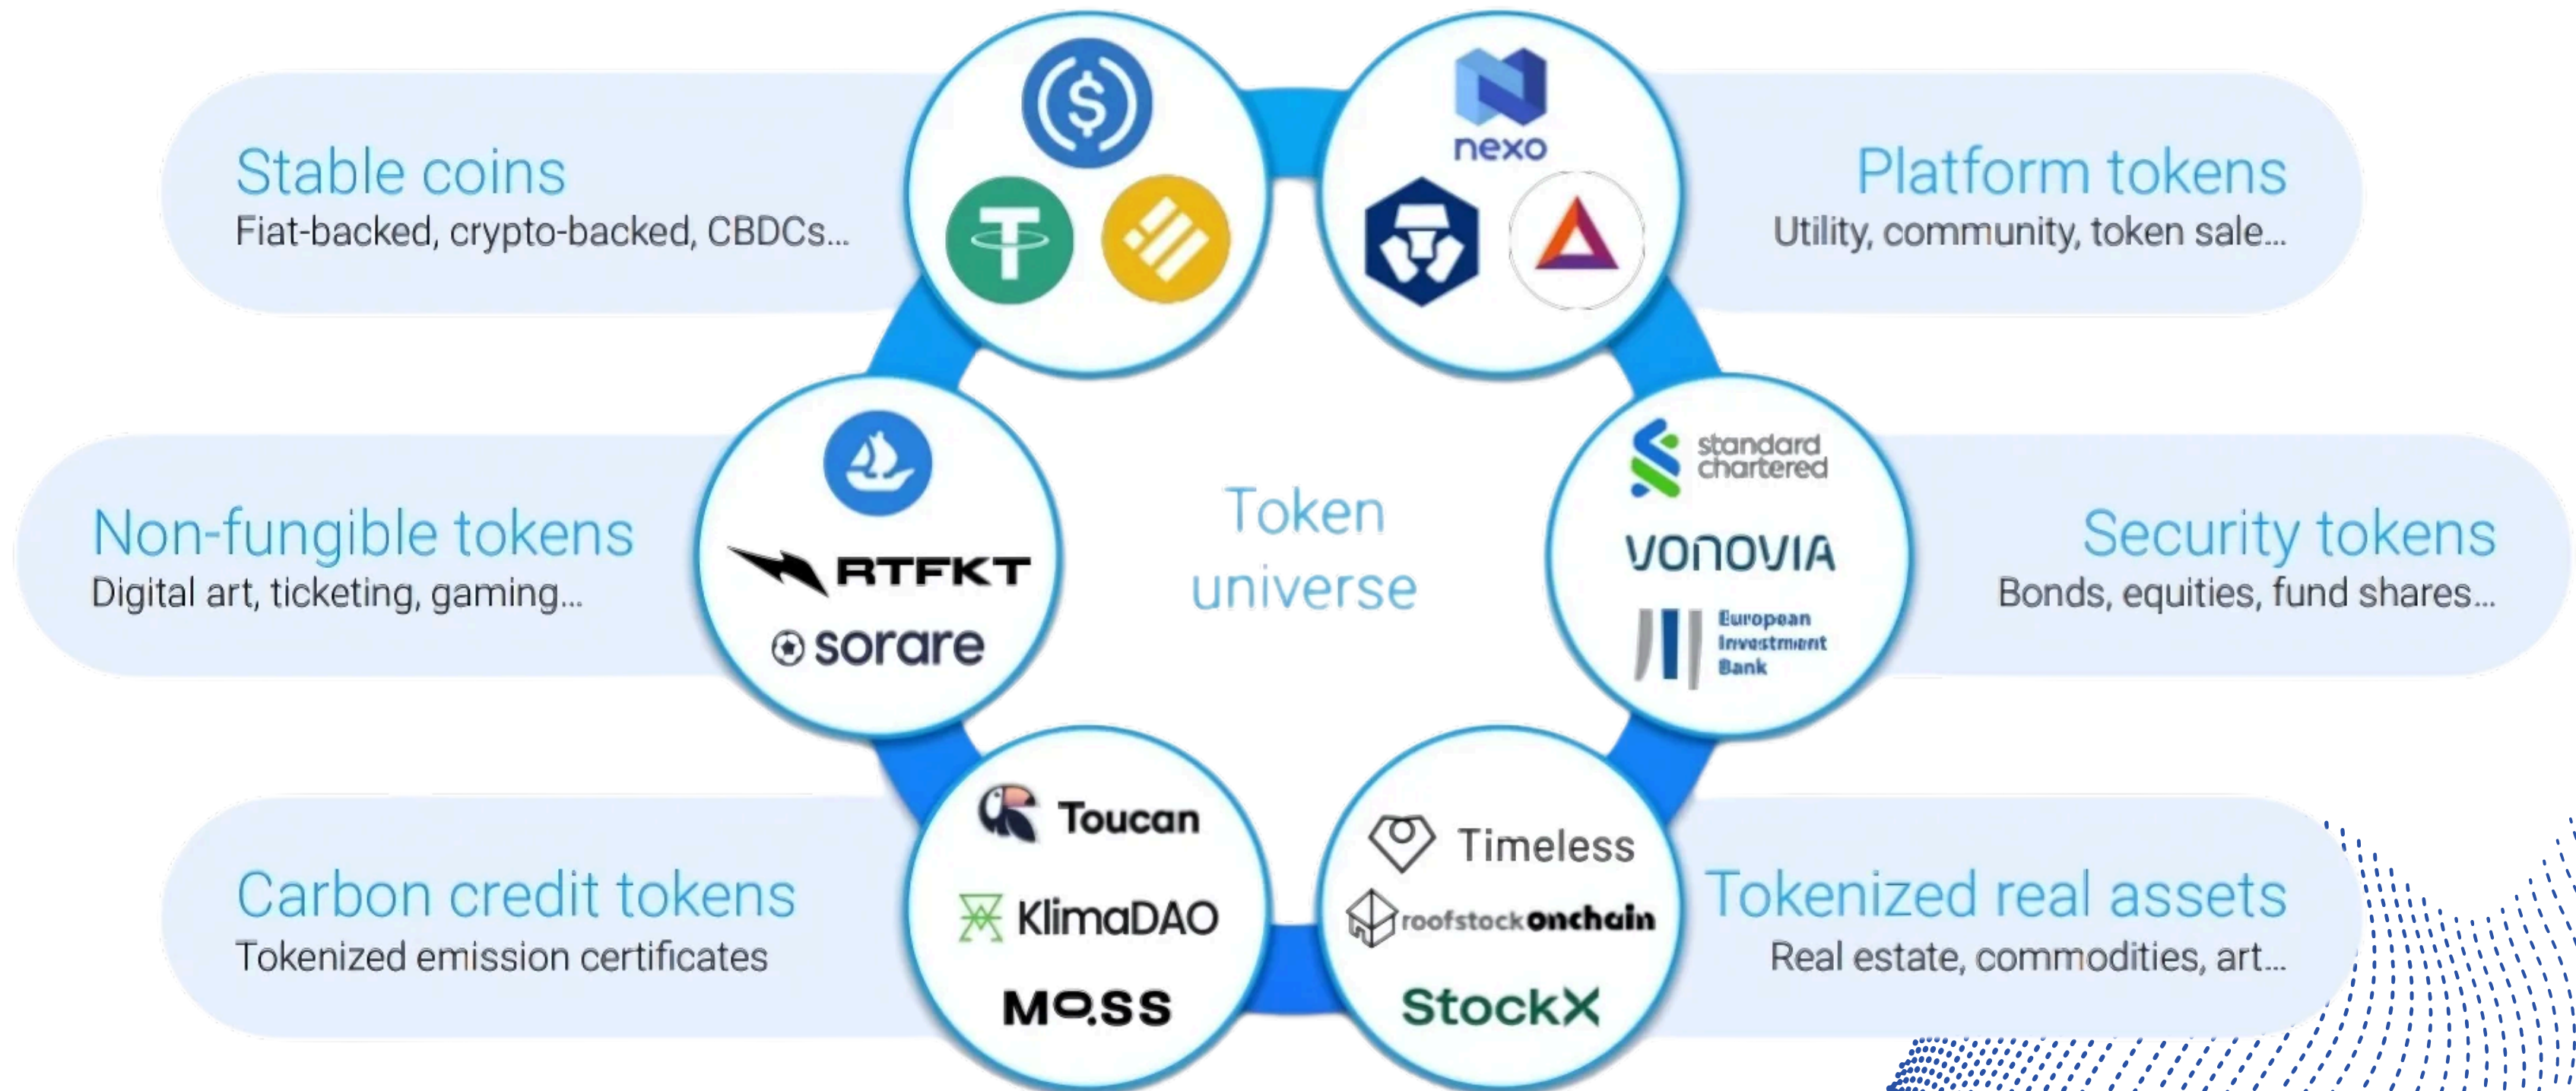 Stable coins
Fiat-backed, crypto-backed, CBDCs...
nexo
Platform tokens
Utility, community, token sale...
Non-fungible tokens
Digital art, ticketing, gaming...
RTFKT
sorare
Token
universe
standard
chartered
VONOVIA
European
Investment
Bank
Security tokens
Bonds, equities, fund shares...
Carbon credit tokens
Tokenized emission certificates
Toucan
KlimaDAO
MOSS
Timeless
roofstock onchain
StockX
Tokenized real assets
Real estate, commodities, art...